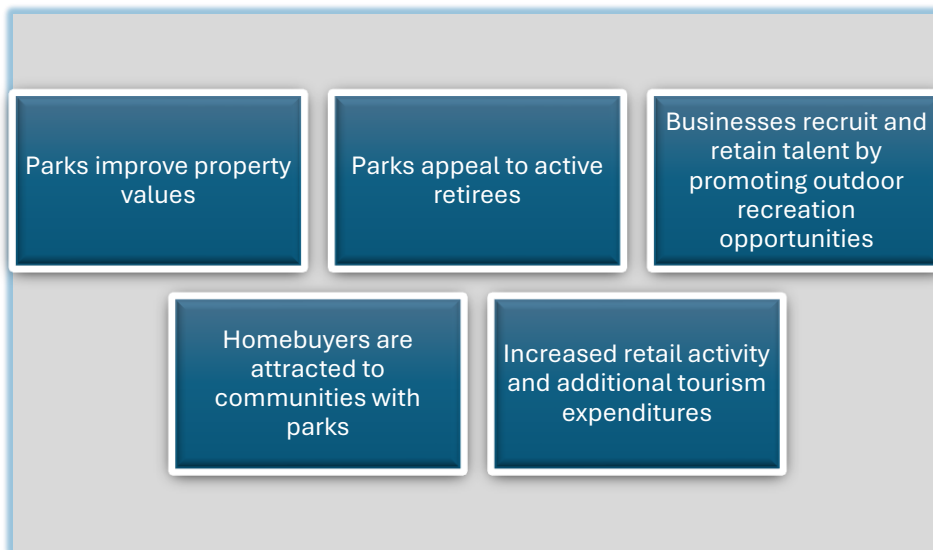 Parks improve property
values
Parks appeal to active
retirees
Businesses recruit and
retain talent by
promoting outdoor
recreation
opportunities
Homebuyers are
attracted to
communities with
parks
Increased retail activity
and additional tourism
expenditures